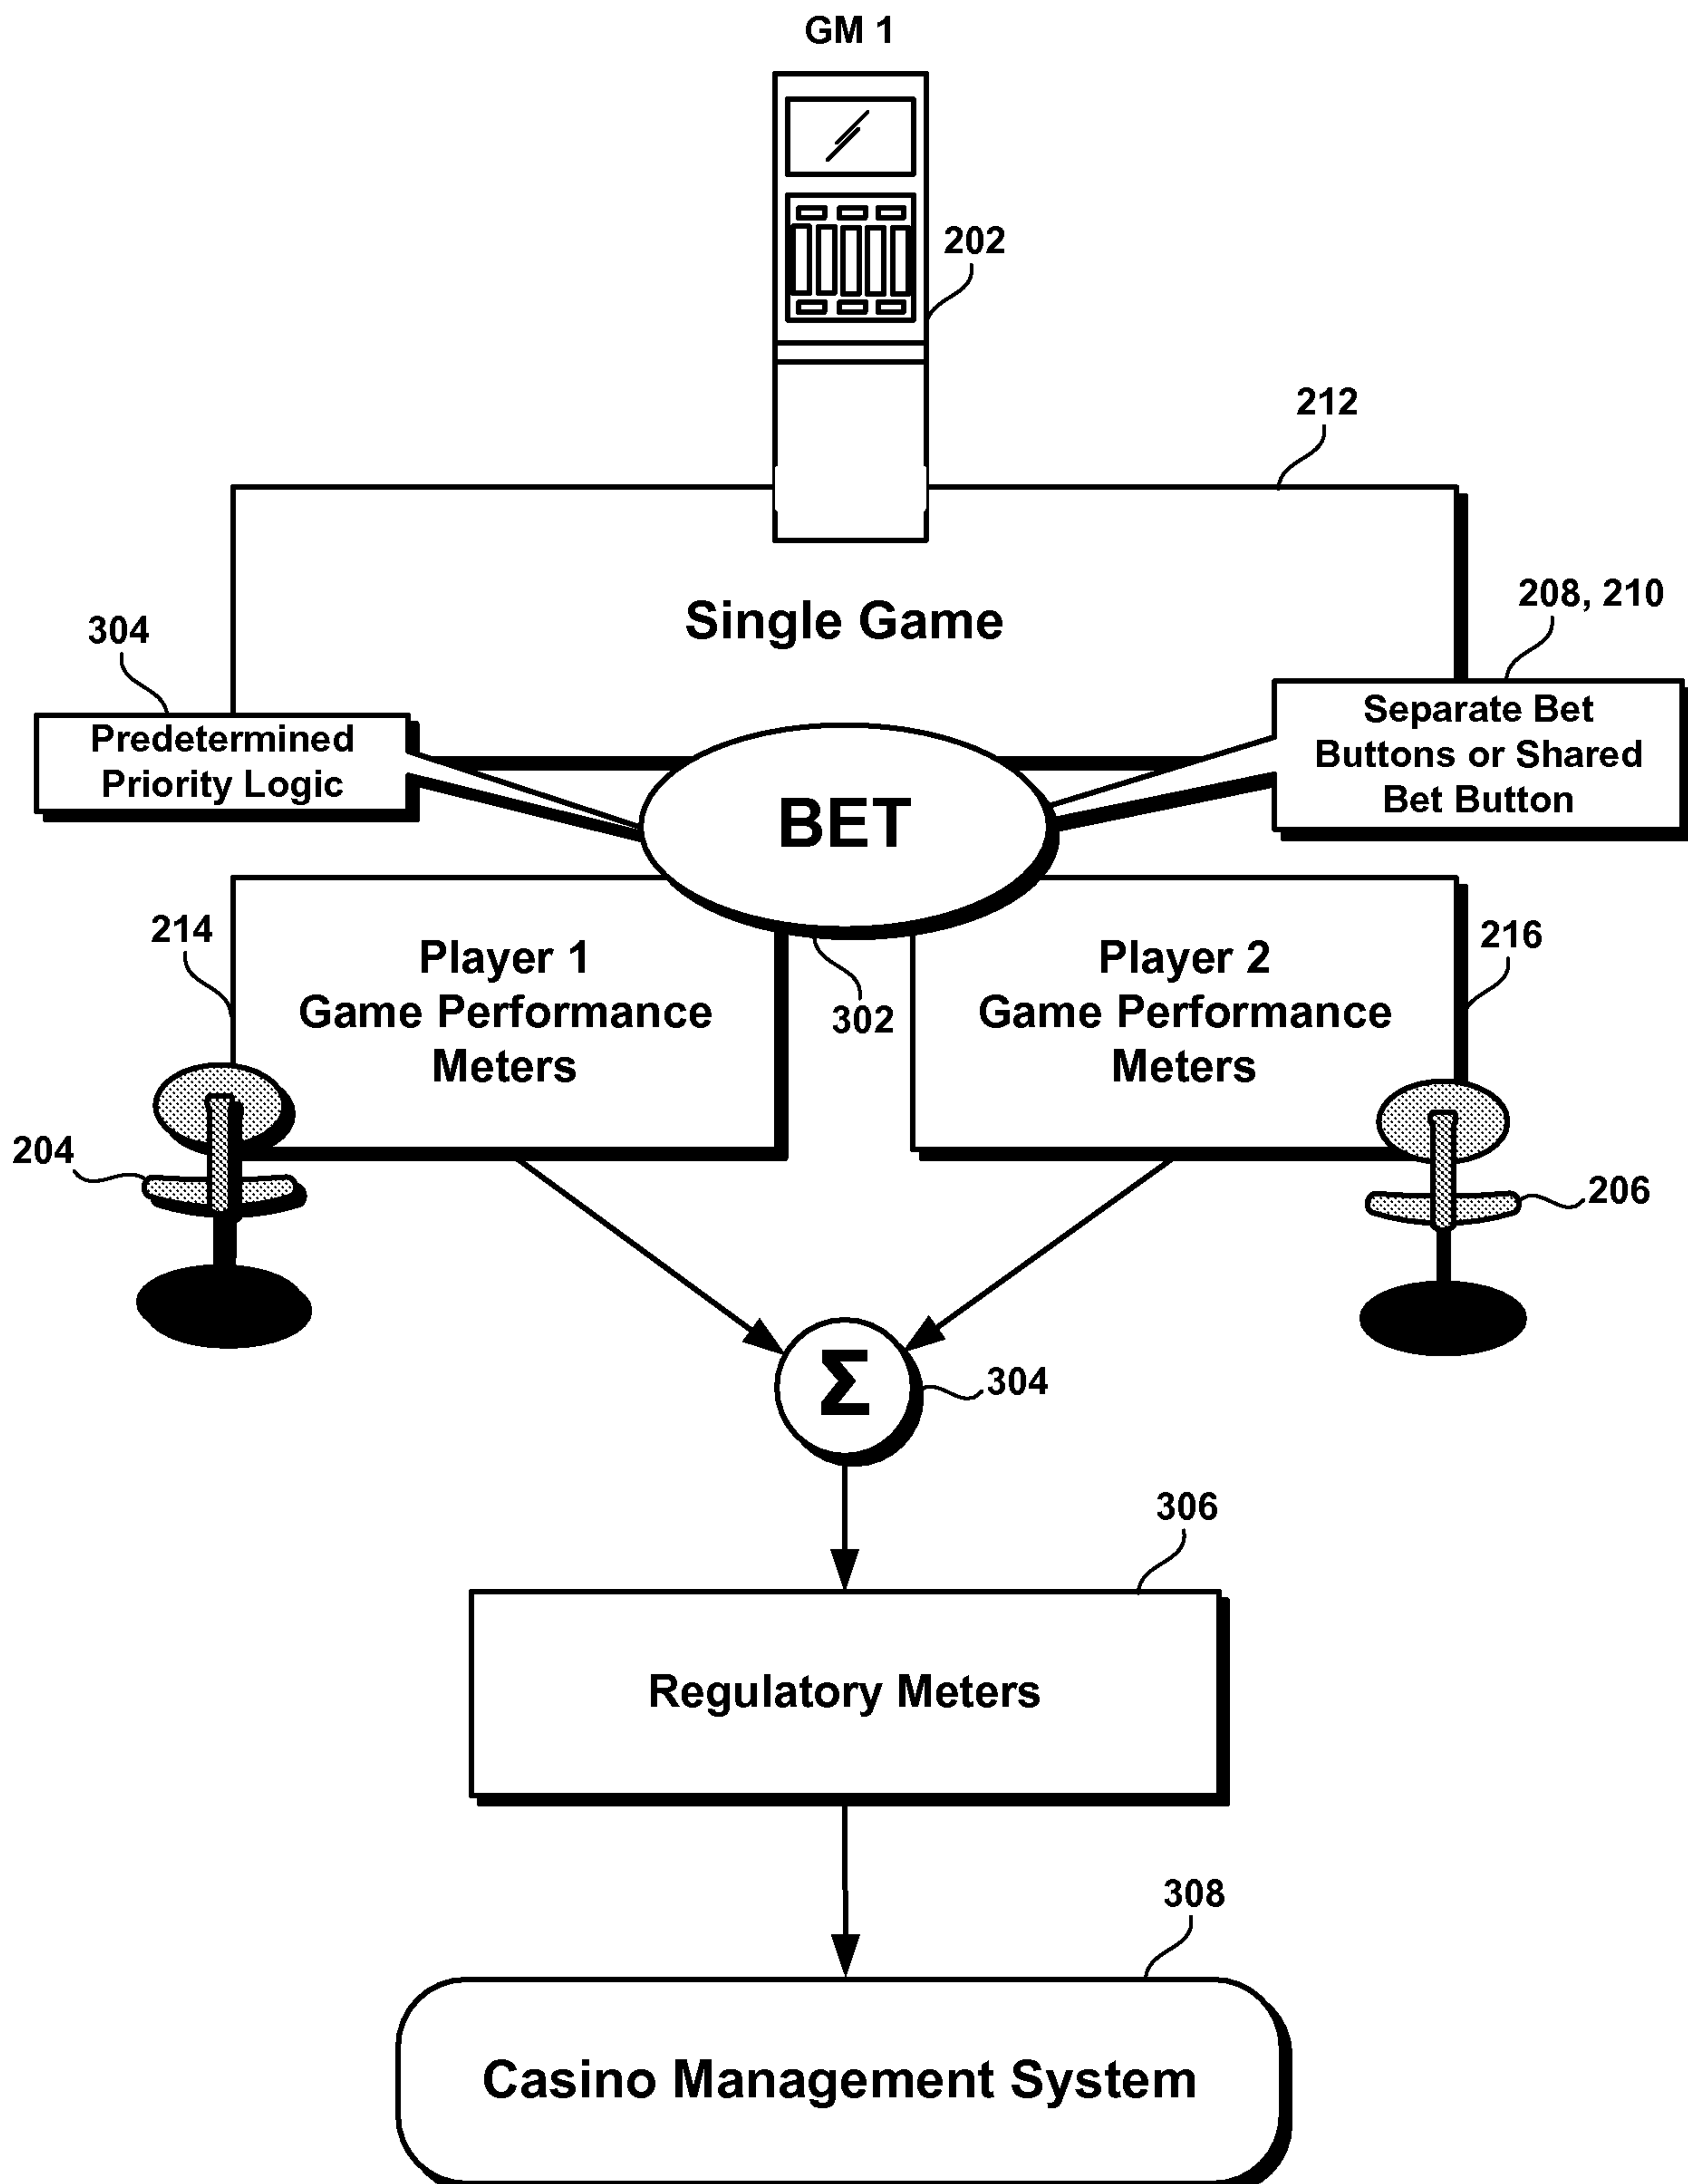 GM 1
202
212
208, 210
304
Single Game
Predetermined
Priority Logic
Separate Bet
Buttons or Shared
Bet Button
BET
214
216
Player 1
Game Performance
Meters
302
Player 2
Game Performance
Meters
204
206
Σ
304
306
Regulatory Meters
308
Casino Management System